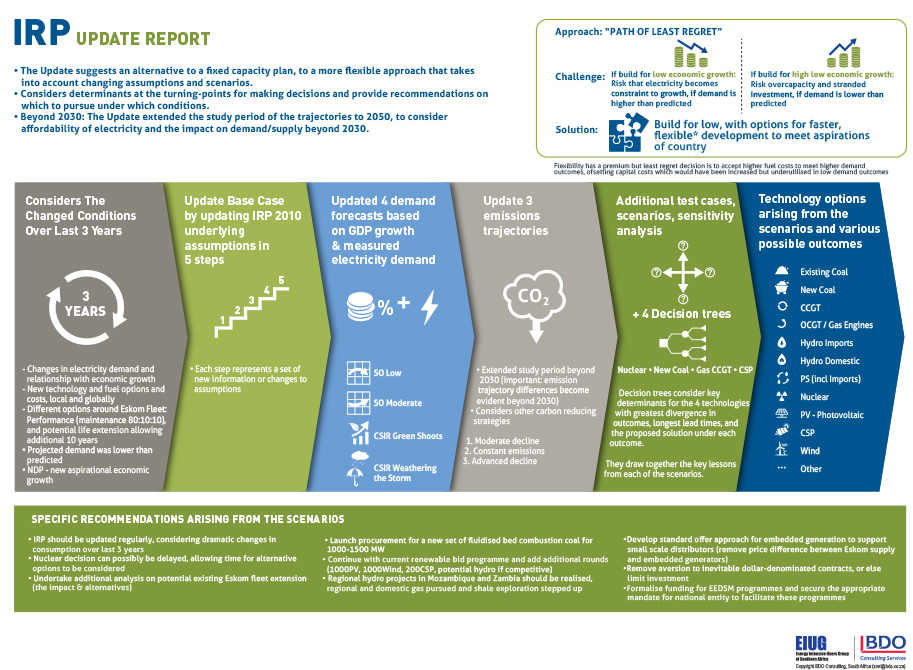 IRP UPDATE REPORT
• The Update suggests an alternative to a fixed capacity plan, to a more flexible approach that takes
into account changing assumptions and scenarios.
• Considers determinants at the turning-points for making decisions and provide recommendations on
which to pursue under which conditions.
• Beyond 2030: The Update extended the study period of the trajectories to 2050, to consider
affordability of electricity and the impact on demand/supply beyond 2030.
Approach: “PATH OF LEAST REGRET”
Challenge:
If build for low economic growth:
Risk that electricity becomes
constraint to growth, if demand is
higher than predicted
If build for high low economic growth:
Risk overcapacity and stranded
investment, if demand is lower than
predicted
Solution:
Build for low, with options for faster,
flexible* development to meet aspirations
of country
Flexibility has a premium but least regret decision is to accept higher fuel costs to meet higher demand
outcomes, ofsetling capital costs which would have been increased but underutilised in low demand outcomes
Considers The
Changed Conditions
Over Last 3 Years
3
YEARS
- Changes in electricity demand and
relationship with economic growth
- New technology and fuel options and
costs, local and globally
- Different options around Eskom Fleet:
Performance (maintenance 80:10:10),
and potential life extension allowing
additional 10 years
• Projected demand was lower than
predicted
• NDP - new aspirational economic
growth
Update Base Case
by updating IRP 2010
underlying
assumptions in
5 steps
1
2
3
4
5
• Each step represents a set of
new information or changes to
assumptions
Updated 4 demand
forecasts based
on GDP growth
& measured
electricity demand
% +
SO Low
SO Moderate
CSIR Green Shoots
CSIR Weathering
the Storm
Update 3
emissions
trajectories
CO2
• Extended study period beyond
2030 (Important: emission
trajectory differences become
evident beyond 2030)
• Considers other carbon reducing
strategies
1. Moderate decline
2. Constant emissions
3. Advanced decline
Additional test cases,
scenarios, sensitivity
analysis
?
? ?
?
+ 4 Decision trees
Nuclear • New Coal • Gas CCGT • CSP
Decision trees consider key
determinants for the 4 technologies
with greatest divergence in
outcomes, longest lead times, and
the proposed solution under each
outcome.
They draw together the key lessons
from each of the scenarios.
Technology options
arising from the
scenarios and various
possible outcomes
Existing Coal
New Coal
CCGT
OCGT / Gas Engines
Hydro Imports
Hydro Domestic
PS (incl Imports)
Nuclear
PV - Photovoltaic
CSP
Wind
Other
SPECIFIC RECOMMENDATIONS ARISING FROM THE SCENARIOS
• IRP should be updated regularly, considering dramatic changes in
consumption over last 3 years
• Nuclear decision can possibly be delayed, allowing time for alternative
options to be considered
• Undertake additional analysis on potential existing Eskom fleet extension
(the impact & alternatives)
• Launch procurement for a new set of fluidised bed combustion coal for
1000-1500 MW
• Continue with current renewable bid programme and add additional rounds
(1000PV, 1000Wind, 200CSP, potential hydro if competitive)
• Regional hydro projects in Mozambique and Zambia should be realised,
regional and domestic gas pursued and shale exploration stepped up
•Develop standard offer approach for embedded generation to support
small scale distributors (remove price difference between Eskom supply
and embedded generators)
•Remove aversion to inevitable dollar-denominated contracts, or else
limit investment
•Formalise funding for EEDSM programmes and secure the appropriate
mandate for national entity to facilitate these programmes
EIUG
Energy Intensive Users Group
of Southern Africa
BDO
Consulting Services
Copyright BDO Consulting, South Africa (snel@bdo.co.za)